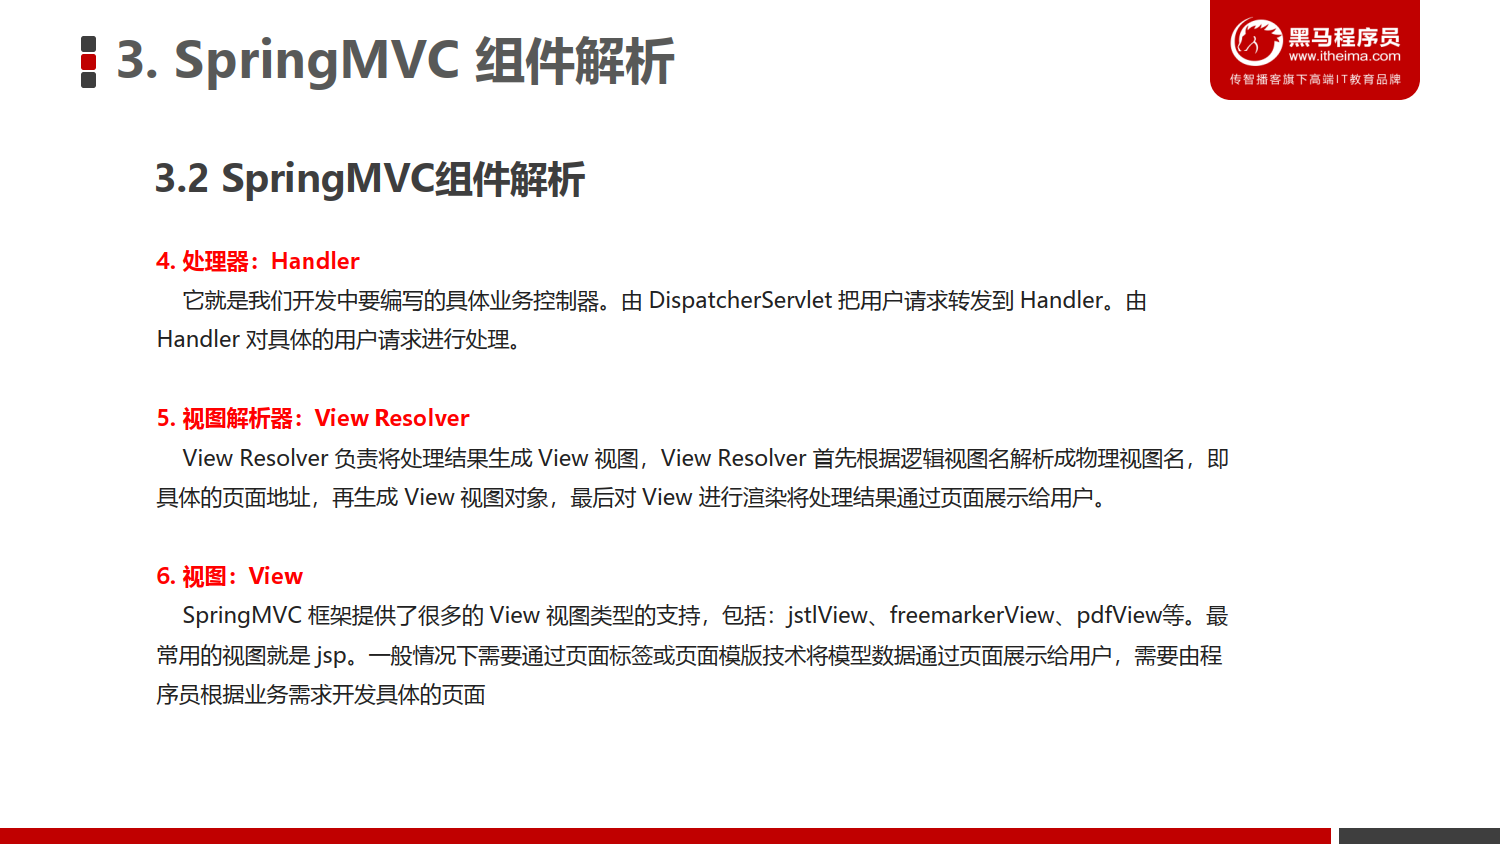 3. SpringMVC 组件解析
黑马程序员
www.itheima.com
传智播客旗下高端IT教育品牌
3.2 SpringMVC组件解析
4. 处理器：Handler
它就是我们开发中要编写的具体业务控制器。由 DispatcherServlet 把用户请求转发到 Handler。由
Handler 对具体的用户请求进行处理。
5. 视图解析器：View Resolver
View Resolver 负责将处理结果生成 View 视图，View Resolver 首先根据逻辑视图名解析成物理视图名，即
具体的页面地址，再生成 View 视图对象，最后对 View 进行渲染将处理结果通过页面展示给用户。
6. 视图：View
SpringMVC 框架提供了很多的 View 视图类型的支持，包括：jstlView、freemarkerView、pdfView等。最
常用的视图就是 jsp。一般情况下需要通过页面标签或页面模版技术将模型数据通过页面展示给用户，需要由程
序员根据业务需求开发具体的页面